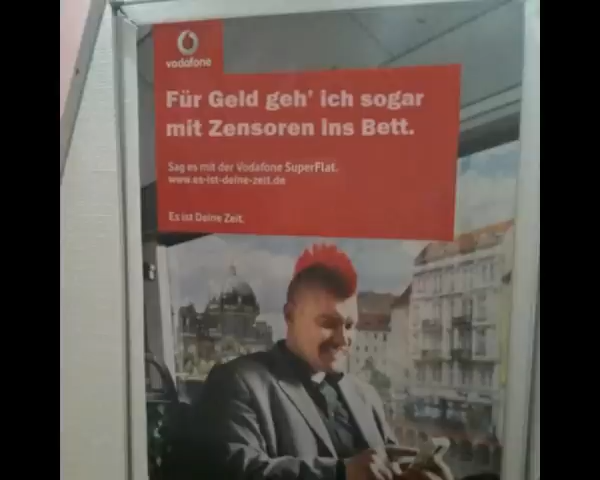 vodafone
Für Geld geh' ich sogar
mit Zensoren ins Bett.
Sag es mit der Vodafone SuperFlat.
www.es-ist-deine-zeit.de
Es ist Deine Zeit.